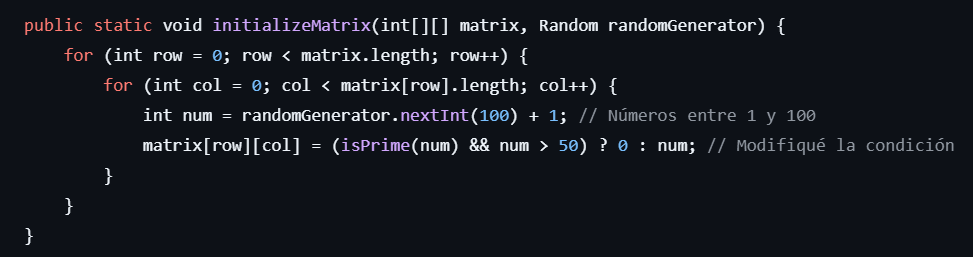 public static void initializeMatrix(int[][] matrix, Random randomGenerator) {
    for (int row = 0; row < matrix.length; row++) {
        for (int col = 0; col < matrix[row].length; col++) {
            int num = randomGenerator.nextInt(100) + 1; // Números entre 1 y 100
            matrix[row][col] = (isPrime(num) && num > 50) ? 0 : num; // Modifiqué la condición
        }
    }
}